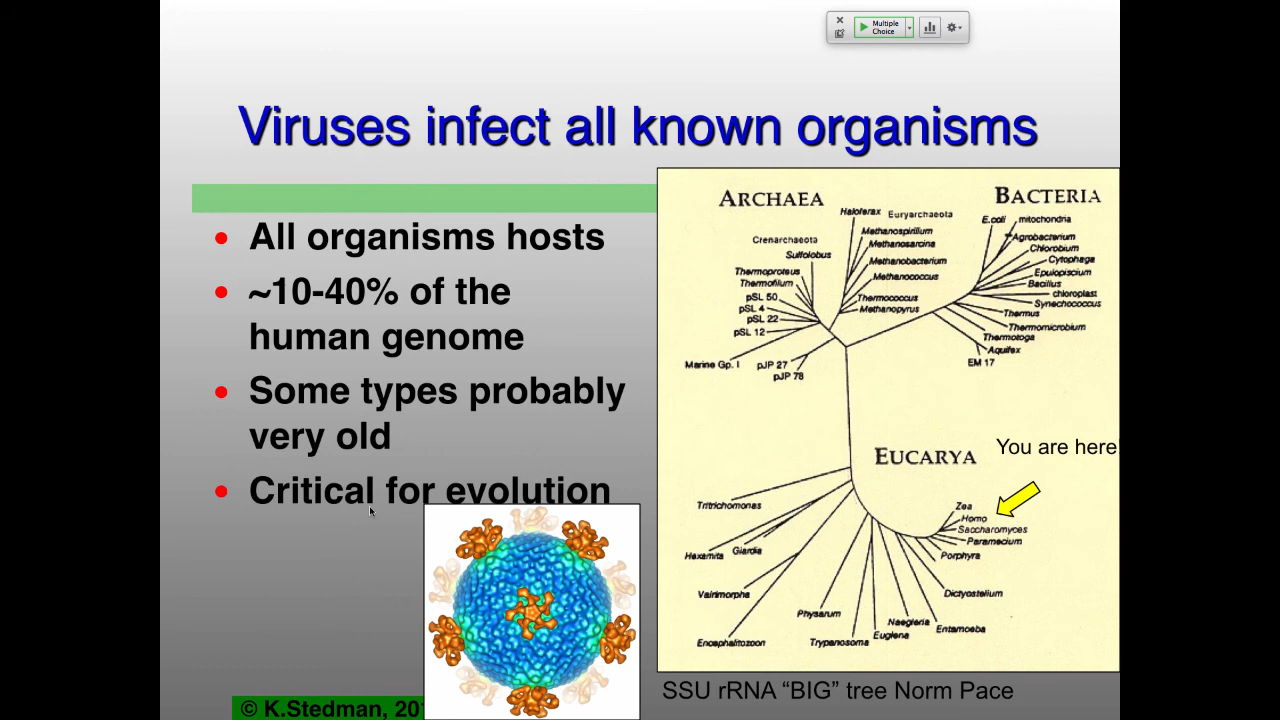 Multiple
Choice
Viruses infect all known organisms
• All organisms hosts
• ~10-40% of the
human genome
• Some types probably
very old
• Critical for evolution
© K.Stedman, 20
ARCHAEA
BACTERIA
Haloferax
Euryarchaeota
Methanospirillum
Methanosarcina
Crenarchaeota
Sulfolobus
Methanobacterium
Thermoproteus
Thermofilum
Methanococcus
pSL 50
pSL 4
pSL 22
pSL 12
Thermococcus
Methanopyrus
Marine Gp. I
pJP 27
pJP 78
E.coli
mitochondria
Agrobacterium
Chlorobium
Cytophaga
Epulopiscium
Bacillus
chloroplast
Synechococcus
Thermus
Thermomicrobium
Thermotoga
Aquifex
EM 17
EUCARYA
You are here
Tritrichomonas
Zea
Homo
Saccharomyces
Paramecium
Porphyra
Hexamita
Giardia
Vairimorpha
Dictyostelium
Physarum
Naegleria
Entamoeba
Euglena
Encephalitozoon
Trypanosoma
SSU rRNA “BIG” tree Norm Pace